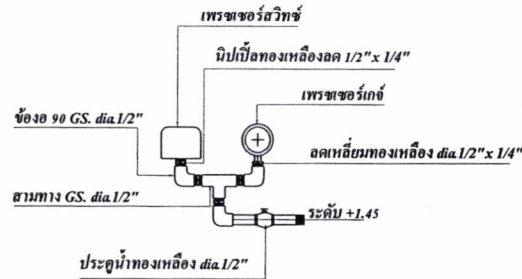 เพรชเชอร์สวิทซ์
นิปเปิ้ลทองเหลืองลด 1/2" x 1/4"
เพรชเชอร์เกจ์
ข้องอ 90 GS. dia.1/2"
ลดเหลี่ยมทองเหลือง dia.1/2" x 1/4"
สามทาง GS. dia.1/2"
ระดับ +1.45
ประตูน้ำทองเหลือง dia.1/2"